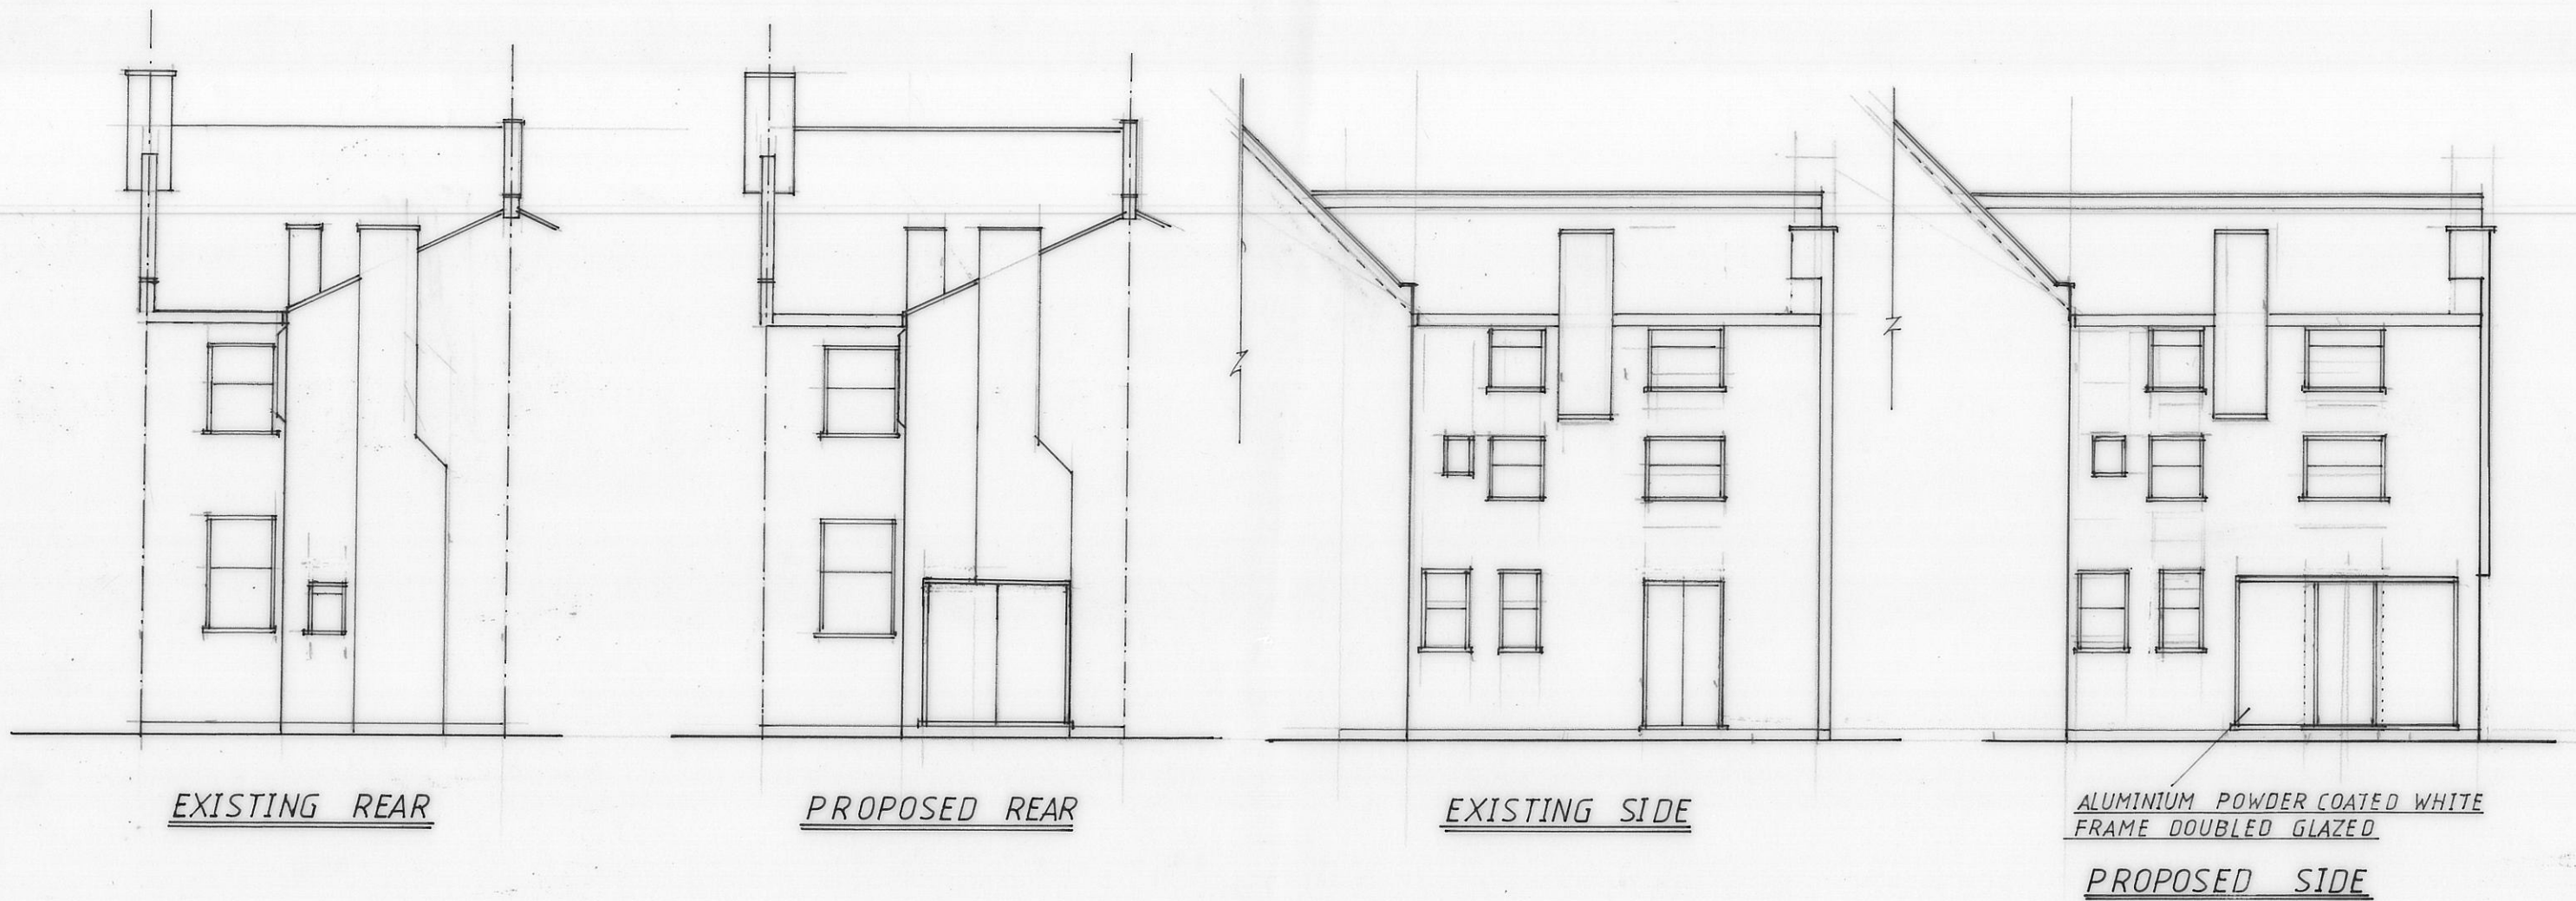 EXISTING REAR
PROPOSED REAR
EXISTING SIDE
ALUMINIUM POWDER COATED WHITE
FRAME DOUBLED GLAZED
PROPOSED SIDE